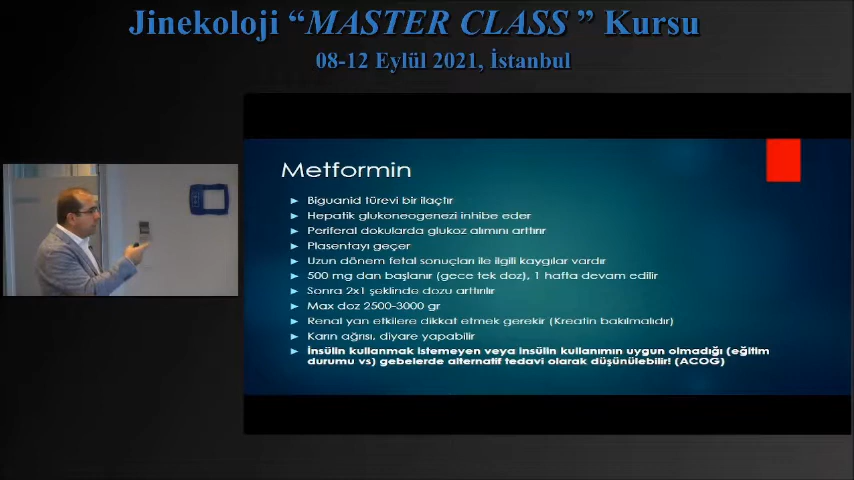 Jinekoloji “MASTER CLASS ” Kursu
08-12 Eylül 2021, İstanbul
Metformin
Biguanid türevi bir ilaçtır
Hepatik glukoneogenezi inhibe eder
Periferal dokularda glukoz alımını arttırır
Plasentayı geçer
Uzun dönem fetal sonuçları ile ilgili kaygılar vardır
500 mg dan başlanır (gece tek doz), 1 hafta devam edilir
Sonra 2x1 şeklinde dozu arttırılır
Max doz 2500-3000 gr
Renal yan etkilere dikkat etmek gerekir (Kreatin bakılmalıdır)
Karın ağrısı, diyare yapabilir
İnsülin kullanmak istemeyen veya insülin kullanımın uygun olmadığı (eğitim
durumu vs) gebelerde alternatif tedavi olarak düşünülebilir! (ACOG)